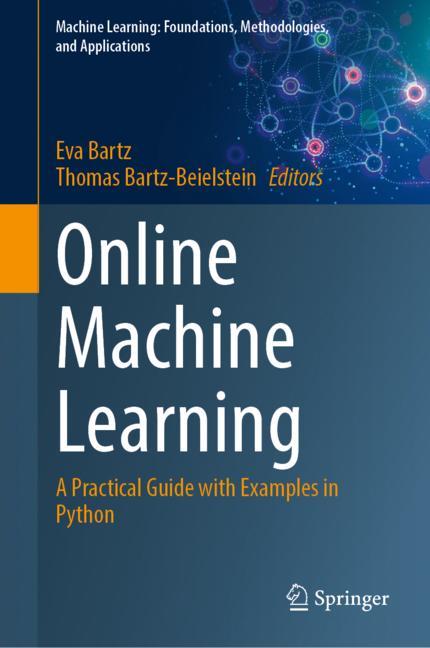 Machine Learning: Foundations, Methodologies,
and Applications
Eva Bartz
Thomas Bartz-Beielstein Editors
Online
Machine
Learning
A Practical Guide with Examples in
Python
Springer